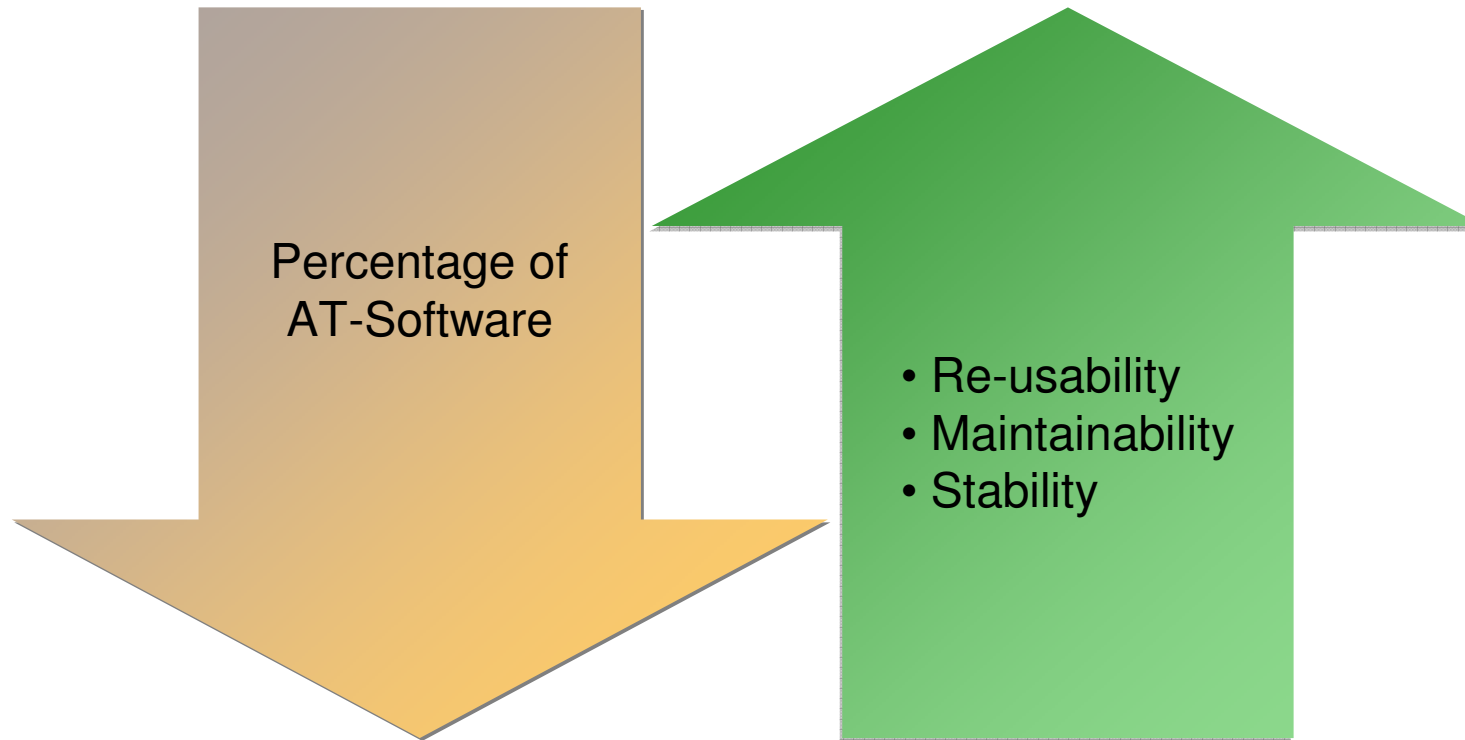 Percentage of
AT-Software
• Re-usability
• Maintainability
• Stability